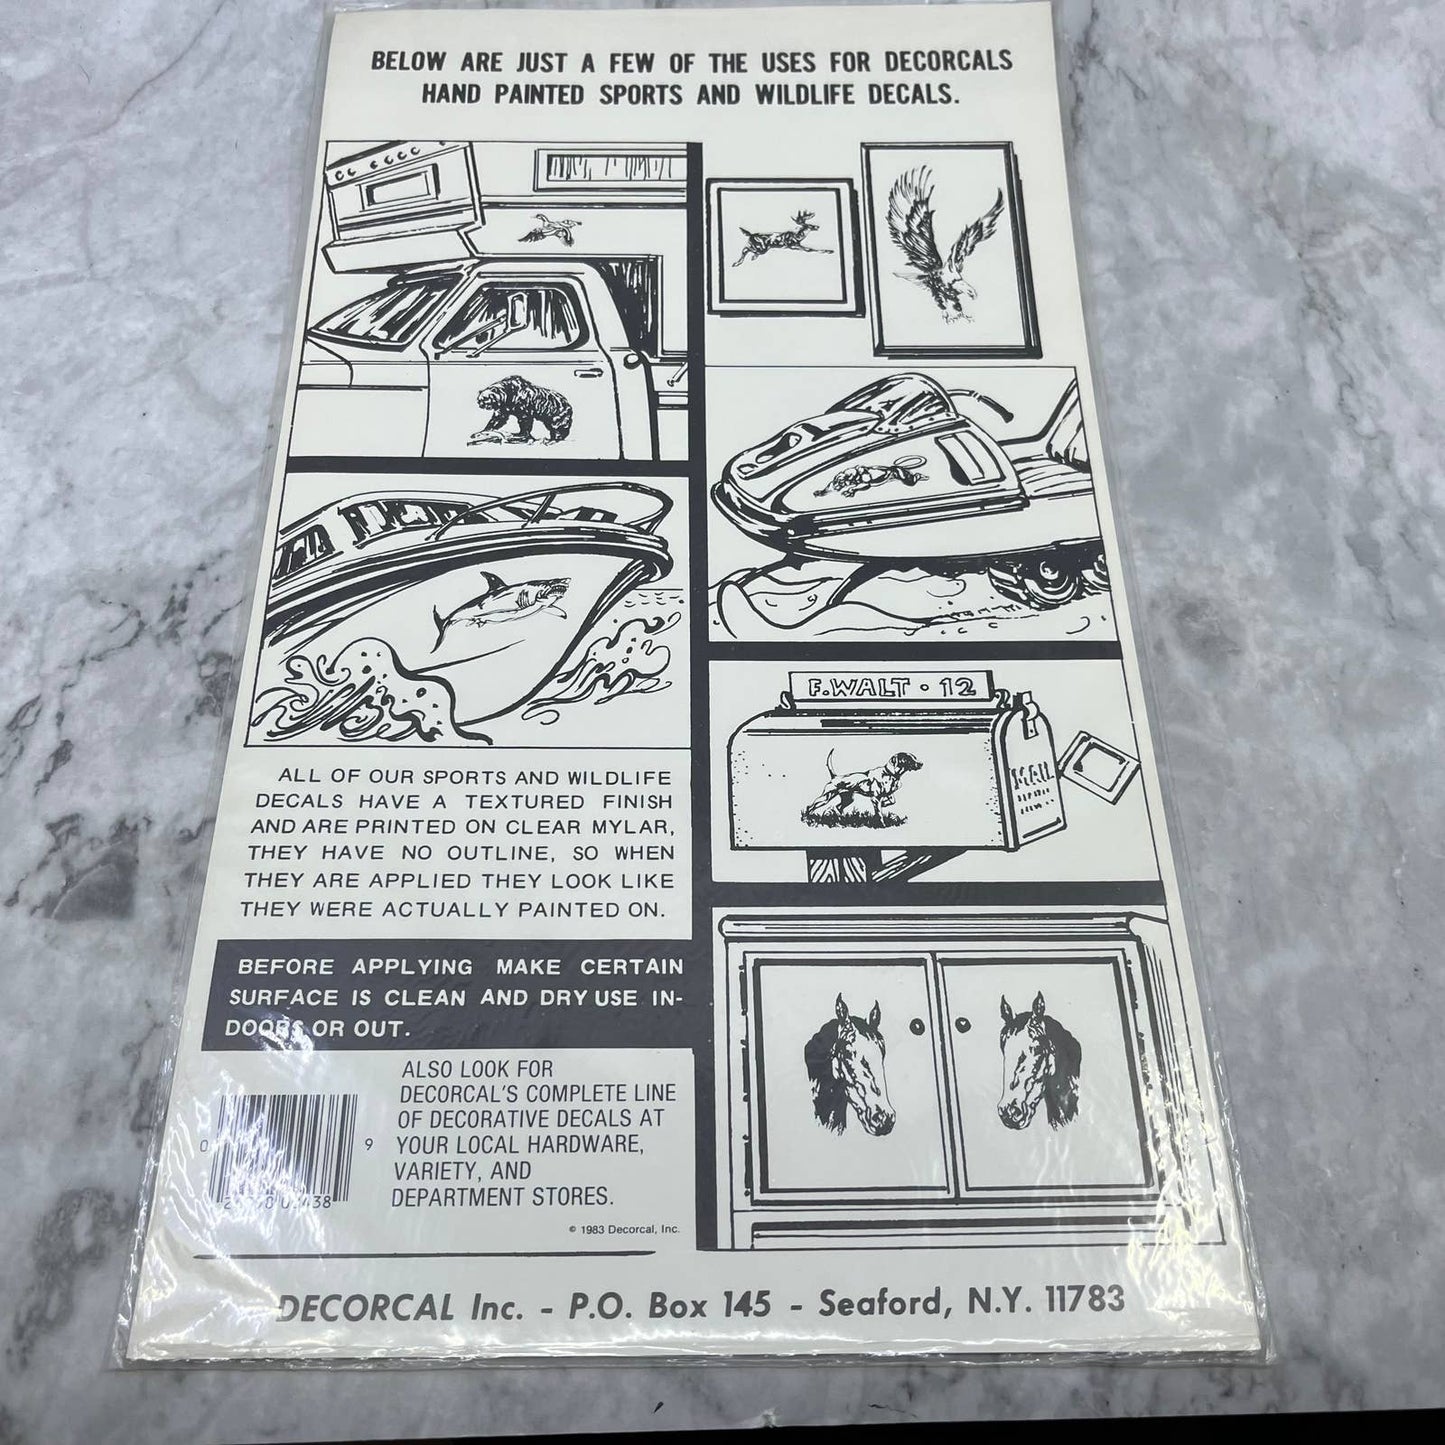 BELOW ARE JUST A FEW OF THE USES FOR DECORCALS
HAND PAINTED SPORTS AND WILDLIFE DECALS.
F. WALT · 12
MAIL
ALL OF OUR SPORTS AND WILDLIFE
DECALS HAVE A TEXTURED FINISH
AND ARE PRINTED ON CLEAR MYLAR,
THEY HAVE NO OUTLINE, SO WHEN
THEY ARE APPLIED THEY LOOK LIKE
THEY WERE ACTUALLY PAINTED ON.
BEFORE APPLYING MAKE CERTAIN
SURFACE IS CLEAN AND DRY USE IN-
DOORS OR OUT.
ALSO LOOK FOR
DECORCAL'S COMPLETE LINE
OF DECORATIVE DECALS AT
YOUR LOCAL HARDWARE,
VARIETY, AND
DEPARTMENT STORES.
0
9
© 1983 Decorcal, Inc.
DECORCAL Inc. - P.O. Box 145 - Seaford, N.Y. 11783